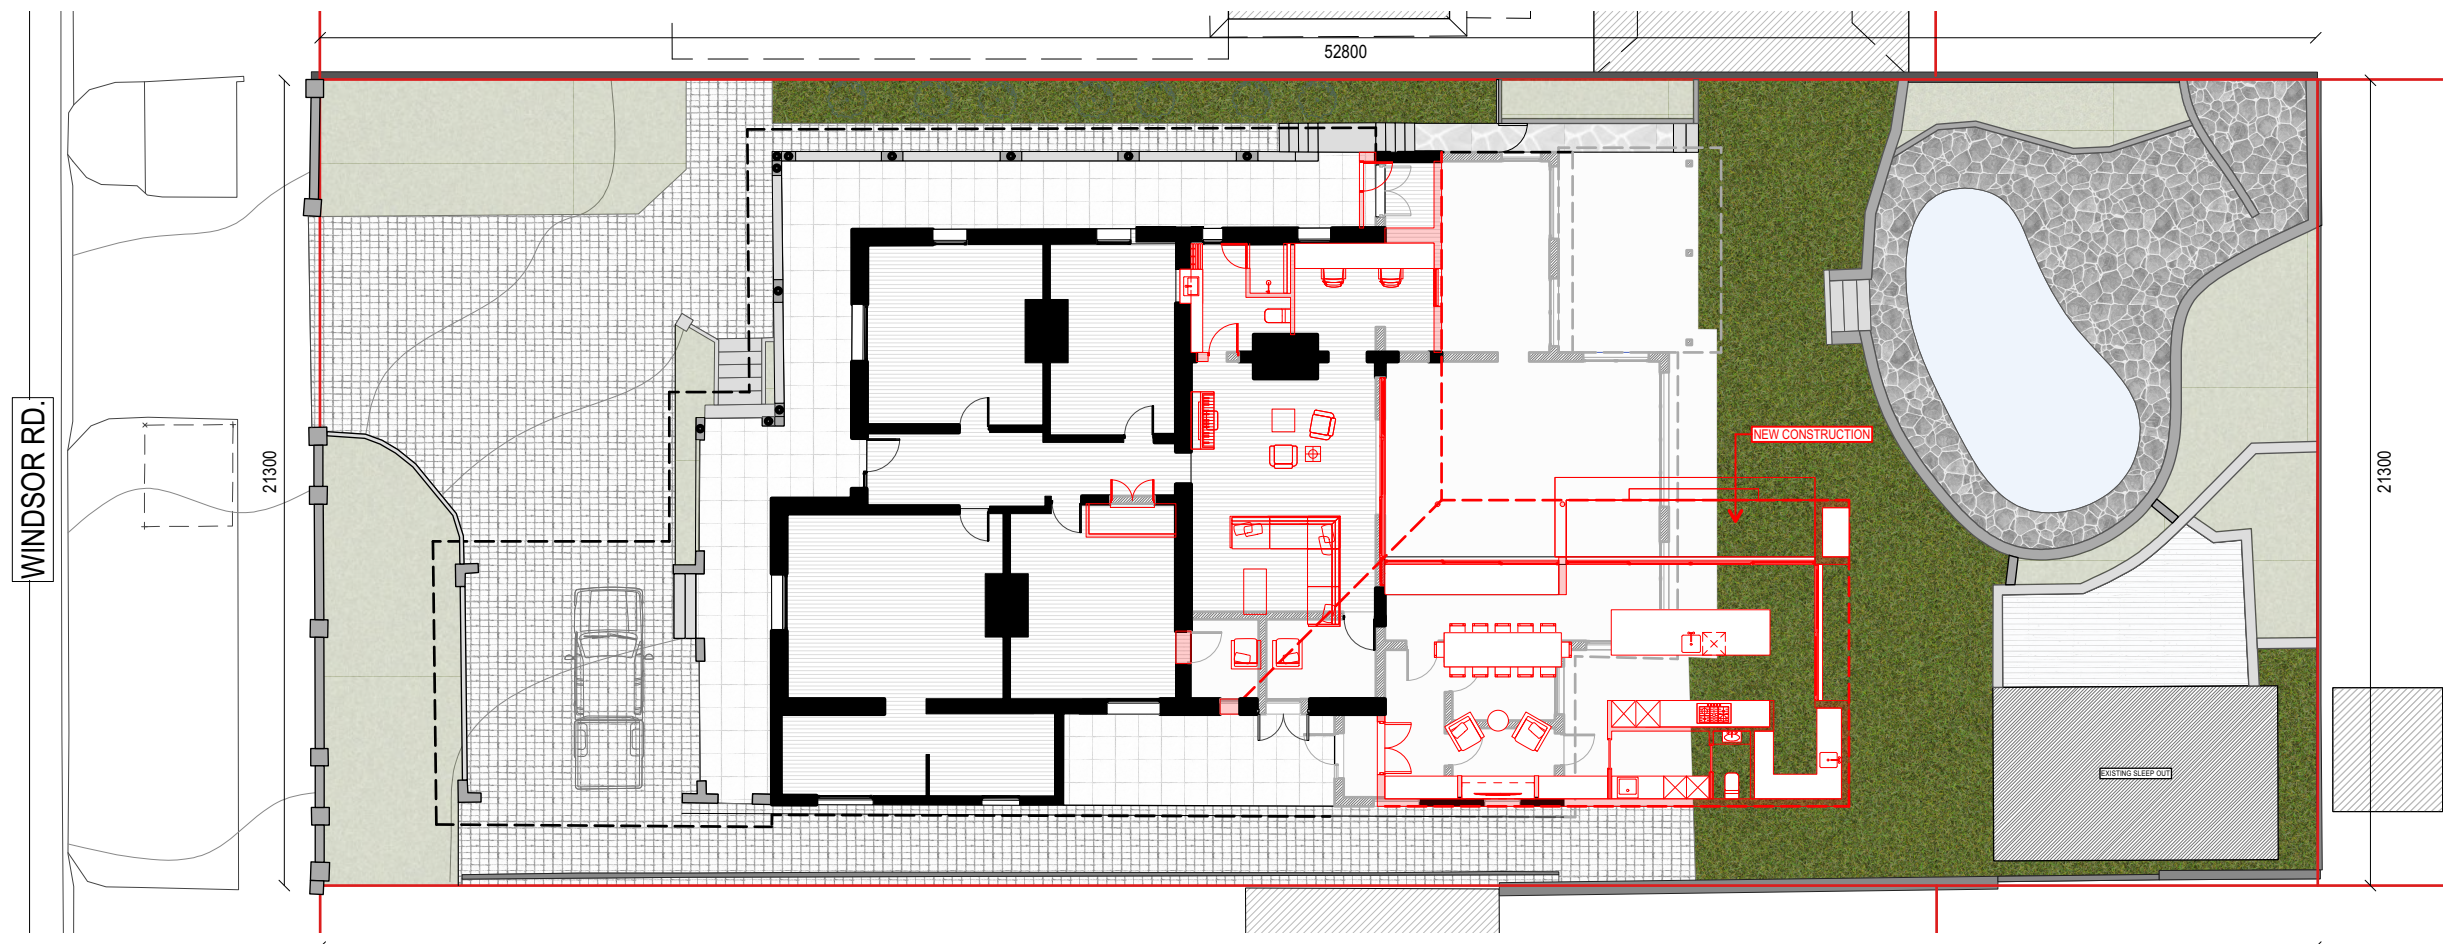 52800
WINDSOR RD.
21300
NEW CONSTRUCTION
21300
EXISTING SLEEP OUT